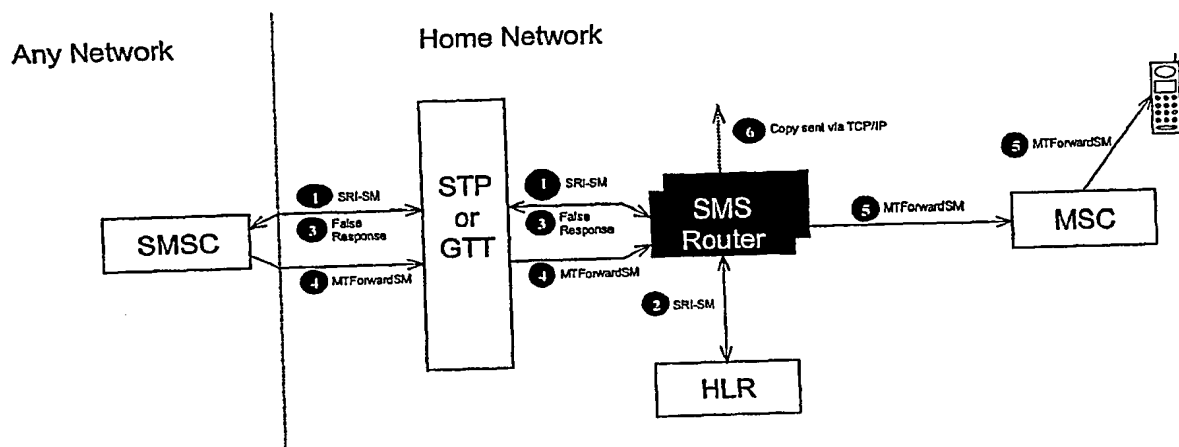 Any Network
Home Network
6 Copy sent via TCP/IP
5 MTForwardSM
1 SRI-SM
3 False
Response
4 MTForwardSM
SMSC
STP
or
GTT
1 SRI-SM
3 False
Response
4 MTForwardSM
SMS
Router
5 MTForwardSM
MSC
2 SRI-SM
HLR